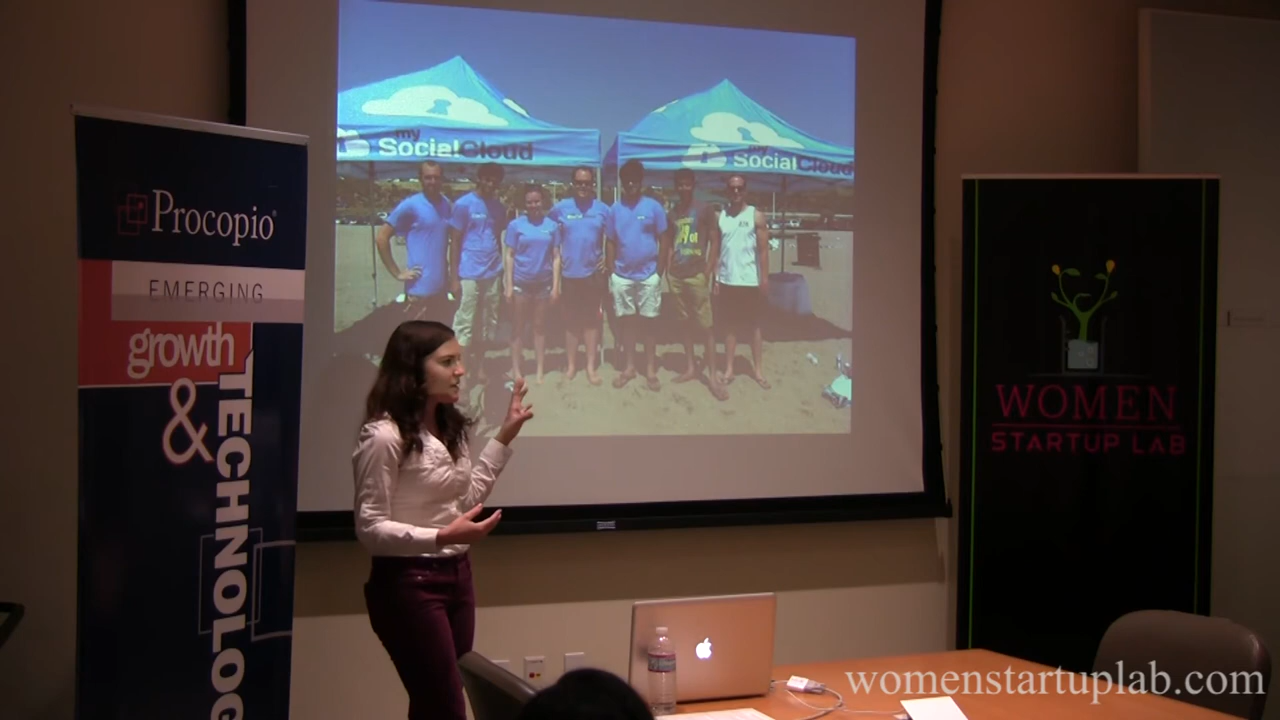 Procopio®
EMERGING
growth
&
TECHNOLOG
my
SocialCloud
my
SocialCloud
WOMEN
STARTUP LAB
womenstartuplab.com